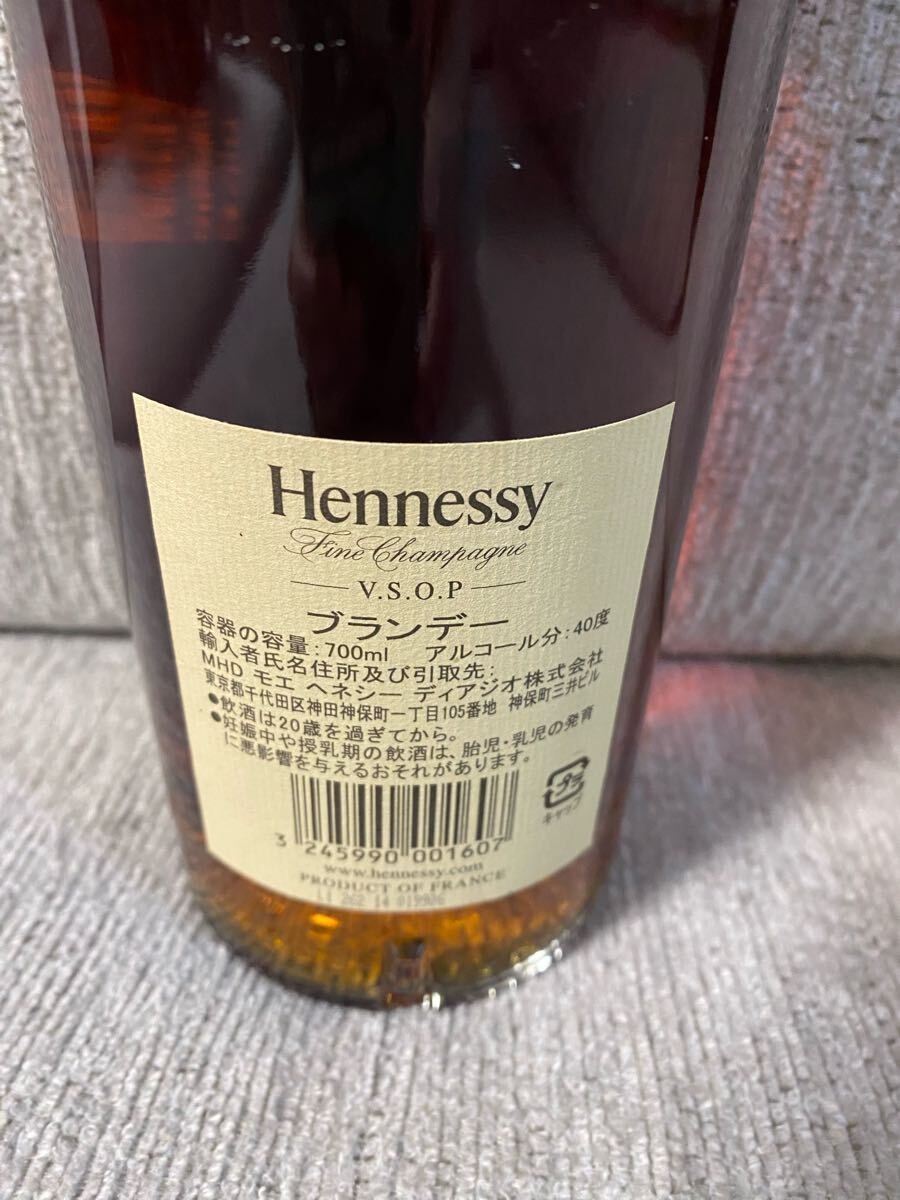 Hennessy
Fine Champagne
V.S.O.P
ブランデー
容器の容量:700ml アルコール分:40度
輸入者氏名住所及び引取先:
MHD モエ ヘネシー ディアジオ株式会社
東京都千代田区神田神保町一丁目105番地 神保町三井ビル
●飲酒は20歳を過ぎてから。
●妊娠中や授乳期の飲酒は、胎児・乳児の発育
に悪影響を与えるおそれがあります。
プラ
キャップ
3 245990 001607
www.hennessy.com
PRODUCT OF FRANCE